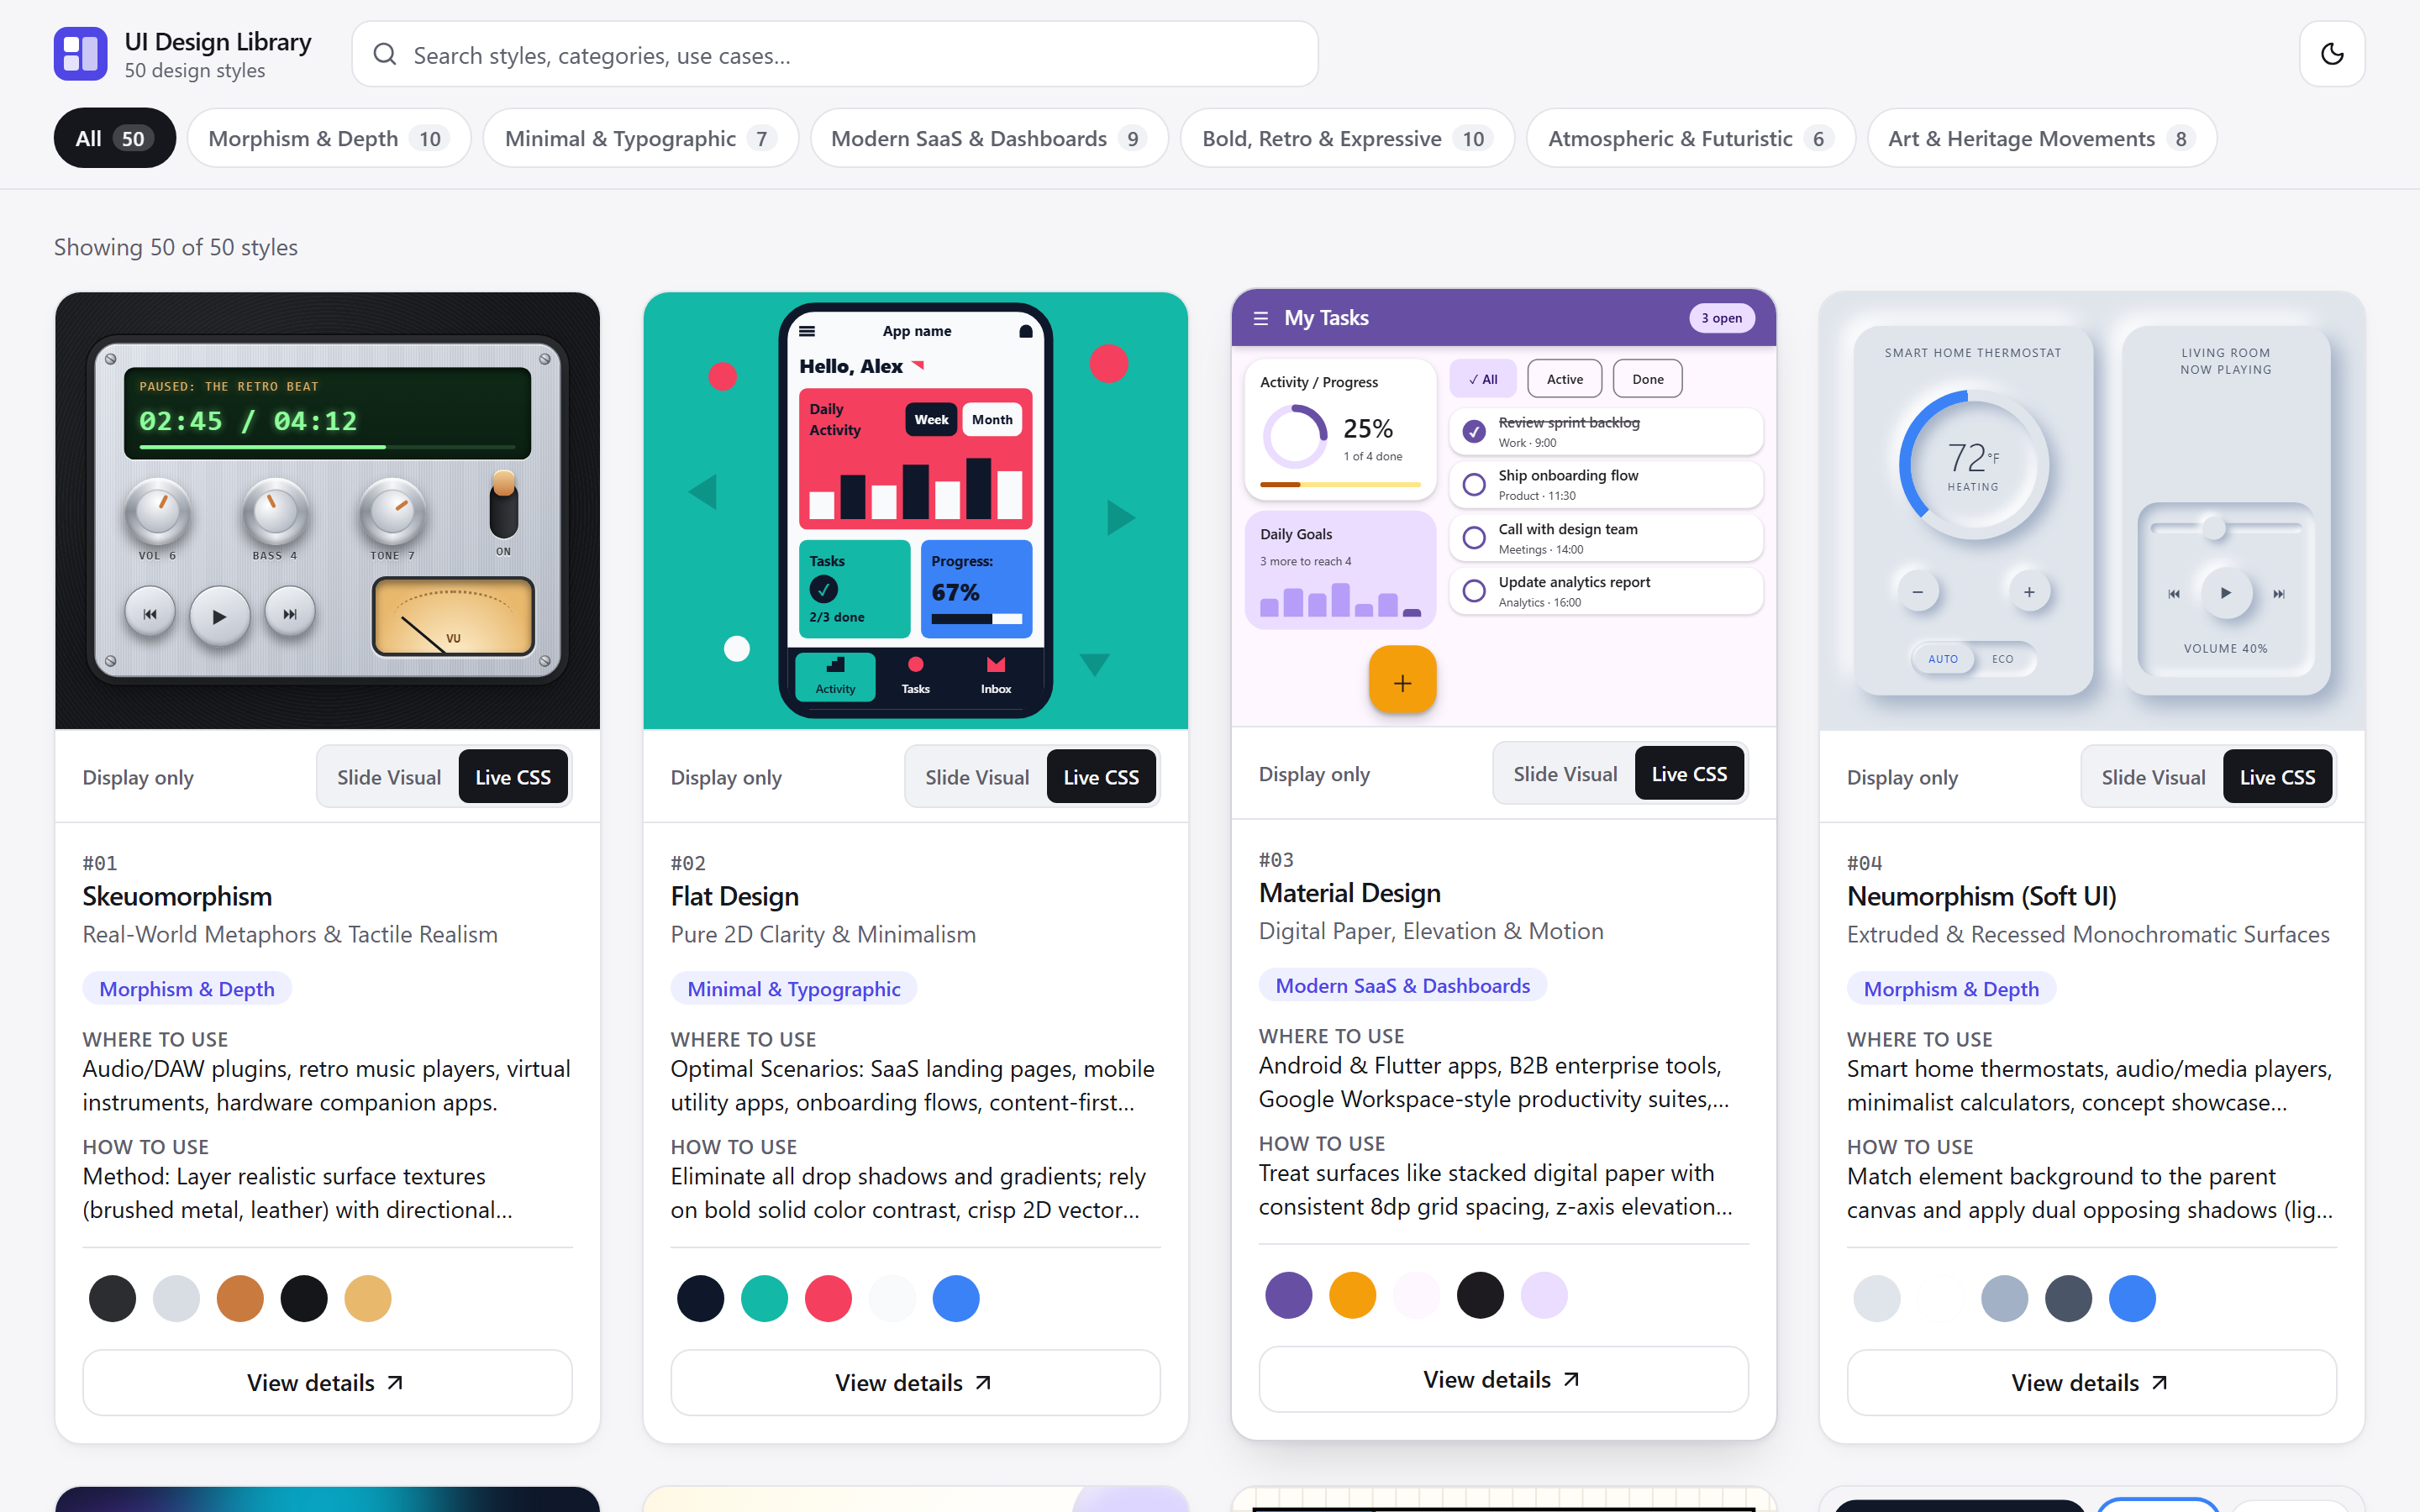 UI Design Library
50 design styles
Search styles, categories, use cases...
All 50
Morphism & Depth 10
Minimal & Typographic 7
Modern SaaS & Dashboards 9
Bold, Retro & Expressive 10
Atmospheric & Futuristic 6
Art & Heritage Movements 8
Showing 50 of 50 styles
PAUSED: THE RETRO BEAT
02:45 / 04:12
VOL 6
BASS 4
TONE 7
ON
VU
Display only
Slide Visual
Live CSS
#01
Skeuomorphism
Real-World Metaphors & Tactile Realism
Morphism & Depth
WHERE TO USE
Audio/DAW plugins, retro music players, virtual
instruments, hardware companion apps.
HOW TO USE
Method: Layer realistic surface textures
(brushed metal, leather) with directional...
View details
App name
Hello, Alex
Daily
Activity
Week
Month
Tasks
2/3 done
Progress:
67%
Activity
Tasks
Inbox
Display only
Slide Visual
Live CSS
#02
Flat Design
Pure 2D Clarity & Minimalism
Minimal & Typographic
WHERE TO USE
Optimal Scenarios: SaaS landing pages, mobile
utility apps, onboarding flows, content-first...
HOW TO USE
Eliminate all drop shadows and gradients; rely
on bold solid color contrast, crisp 2D vector...
View details
My Tasks
3 open
Activity / Progress
25%
1 of 4 done
Daily Goals
3 more to reach 4
✓ All
Active
Done
Review sprint backlog
Work · 9:00
Ship onboarding flow
Product · 11:30
Call with design team
Meetings · 14:00
Update analytics report
Analytics · 16:00
+
Display only
Slide Visual
Live CSS
#03
Material Design
Digital Paper, Elevation & Motion
Modern SaaS & Dashboards
WHERE TO USE
Android & Flutter apps, B2B enterprise tools,
Google Workspace-style productivity suites,...
HOW TO USE
Treat surfaces like stacked digital paper with
consistent 8dp grid spacing, z-axis elevation...
View details
SMART HOME THERMOSTAT
72°F
HEATING
−
+
AUTO
ECO
LIVING ROOM
NOW PLAYING
VOLUME 40%
Display only
Slide Visual
Live CSS
#04
Neumorphism (Soft UI)
Extruded & Recessed Monochromatic Surfaces
Morphism & Depth
WHERE TO USE
Smart home thermostats, audio/media players,
minimalist calculators, concept showcase...
HOW TO USE
Match element background to the parent
canvas and apply dual opposing shadows (lig...
View details